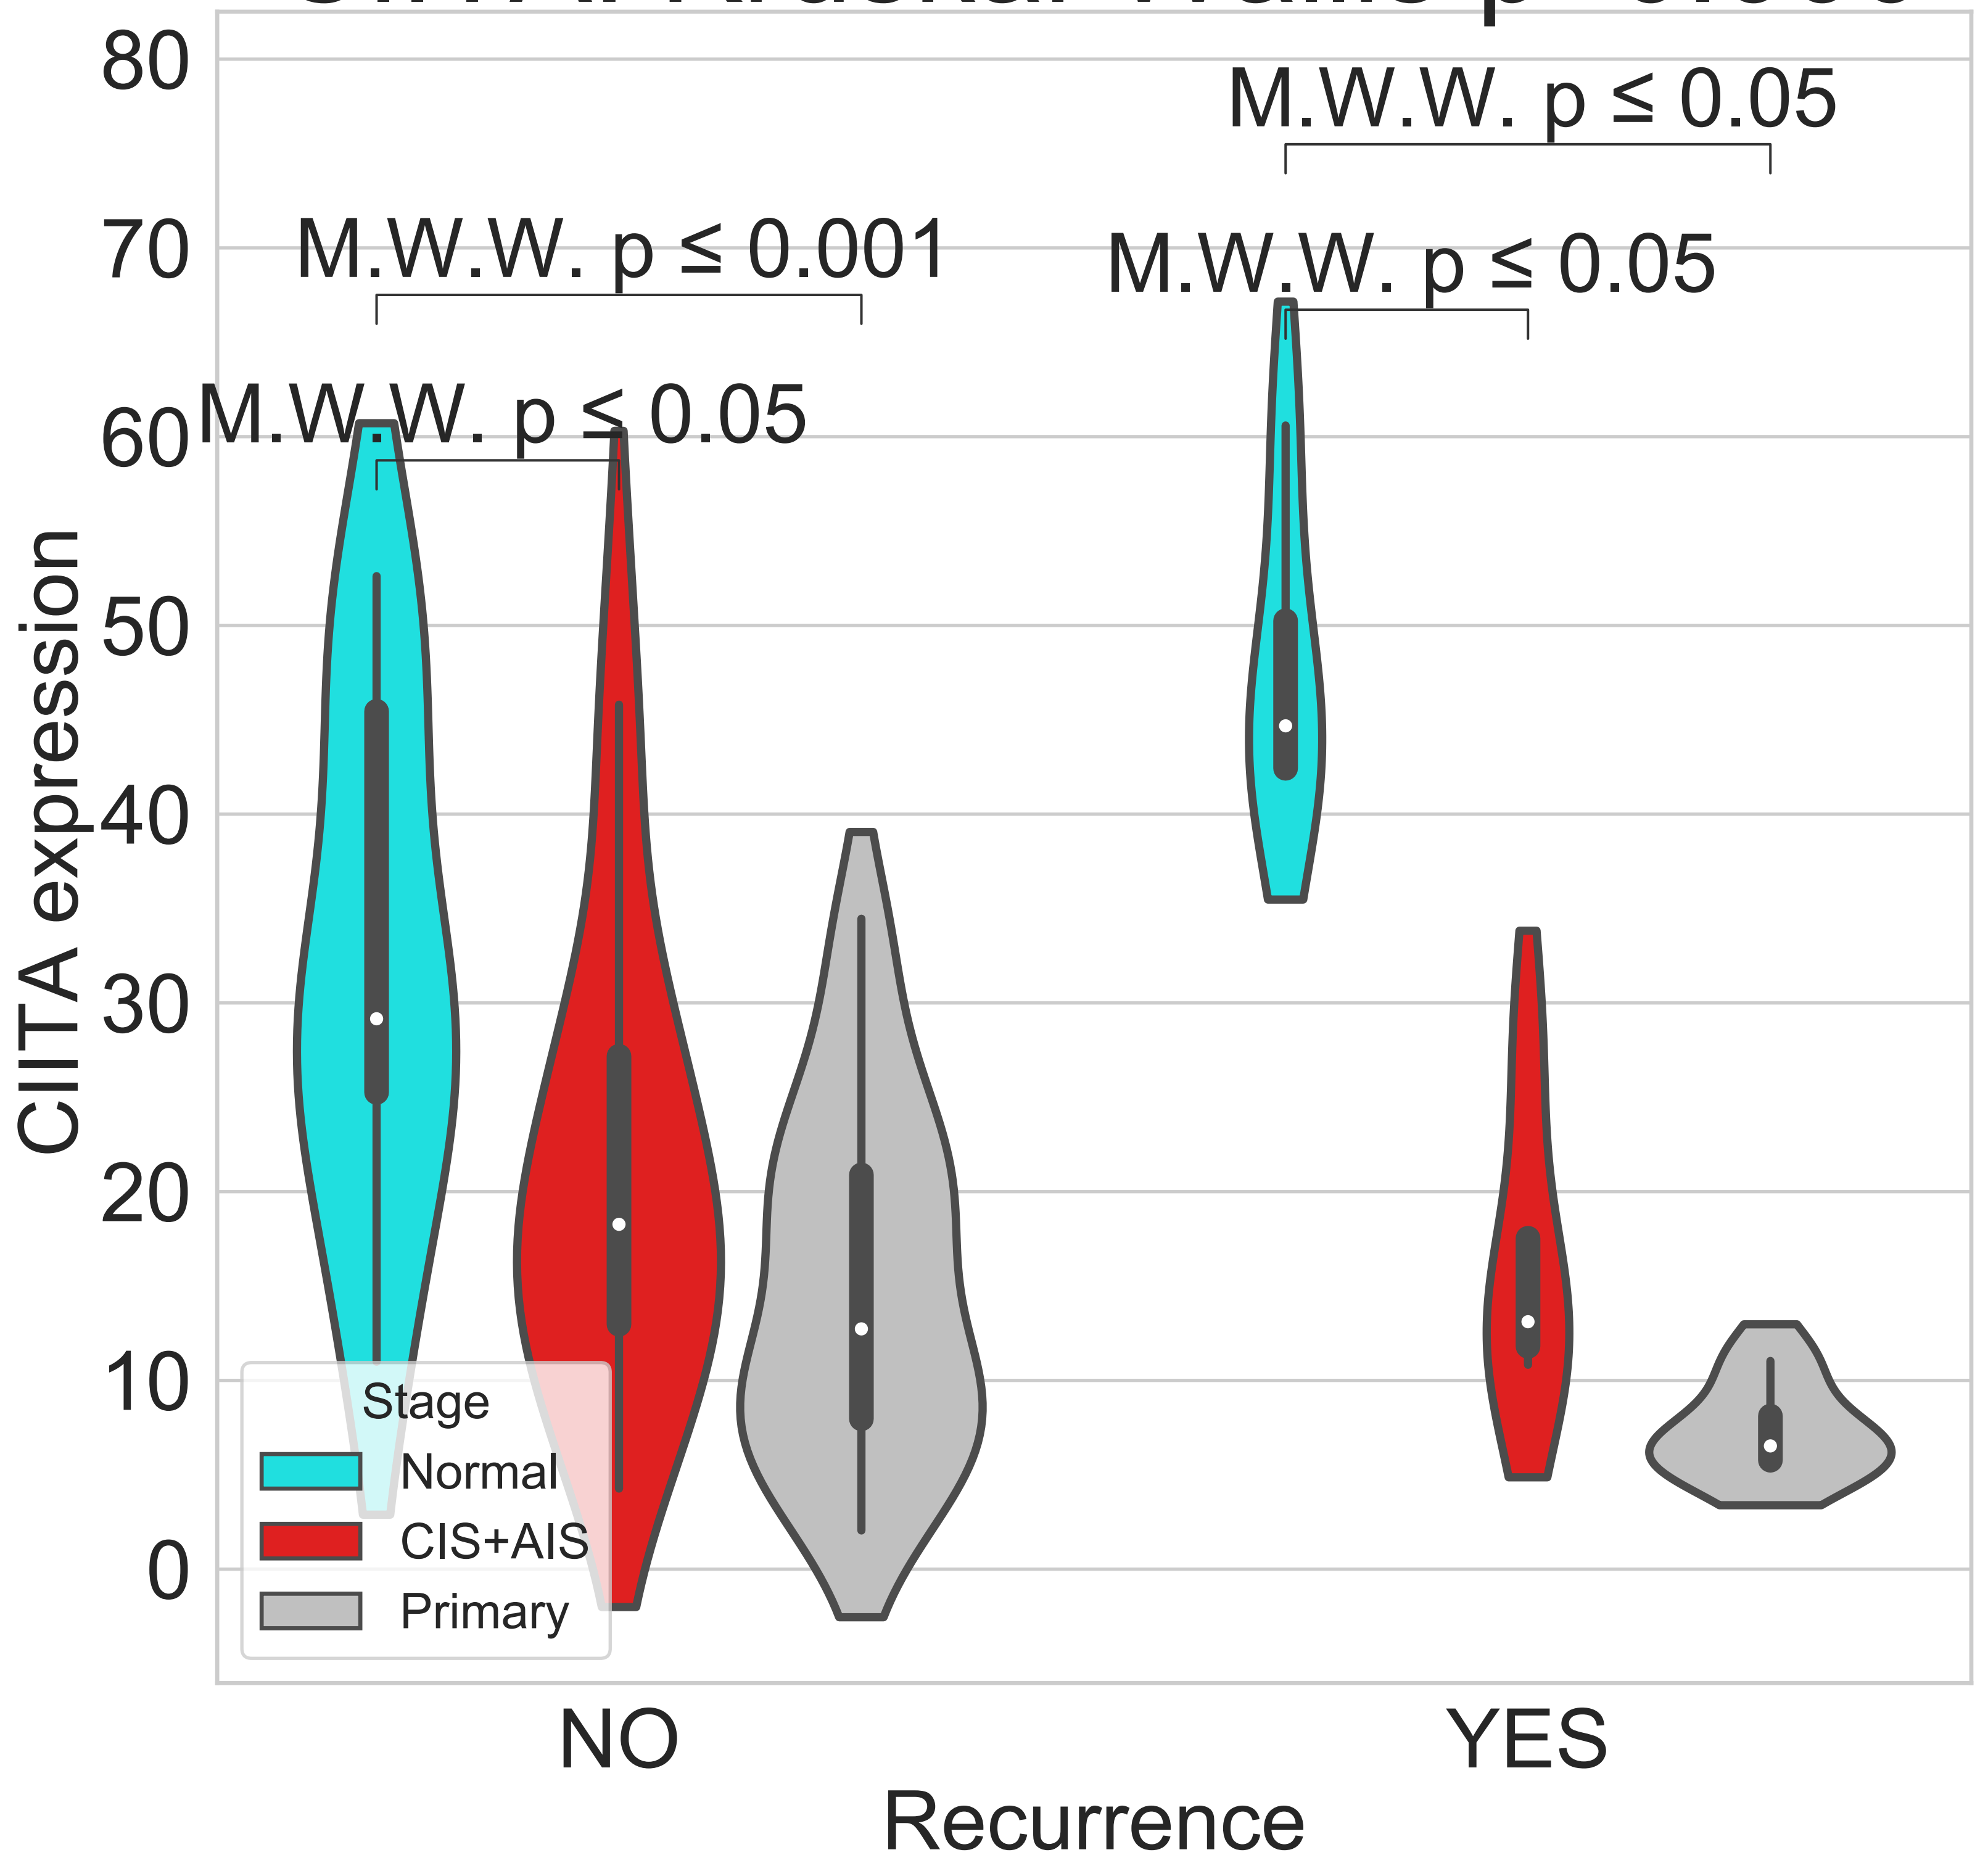 80
70
60
50
40
30
20
10
0
CIITA expression
M.W.W. p ≤ 0.05
M.W.W. p ≤ 0.001
M.W.W. p ≤ 0.05
M.W.W. p ≤ 0.05
Stage
Normal
CIS+AIS
Primary
NO
YES
Recurrence